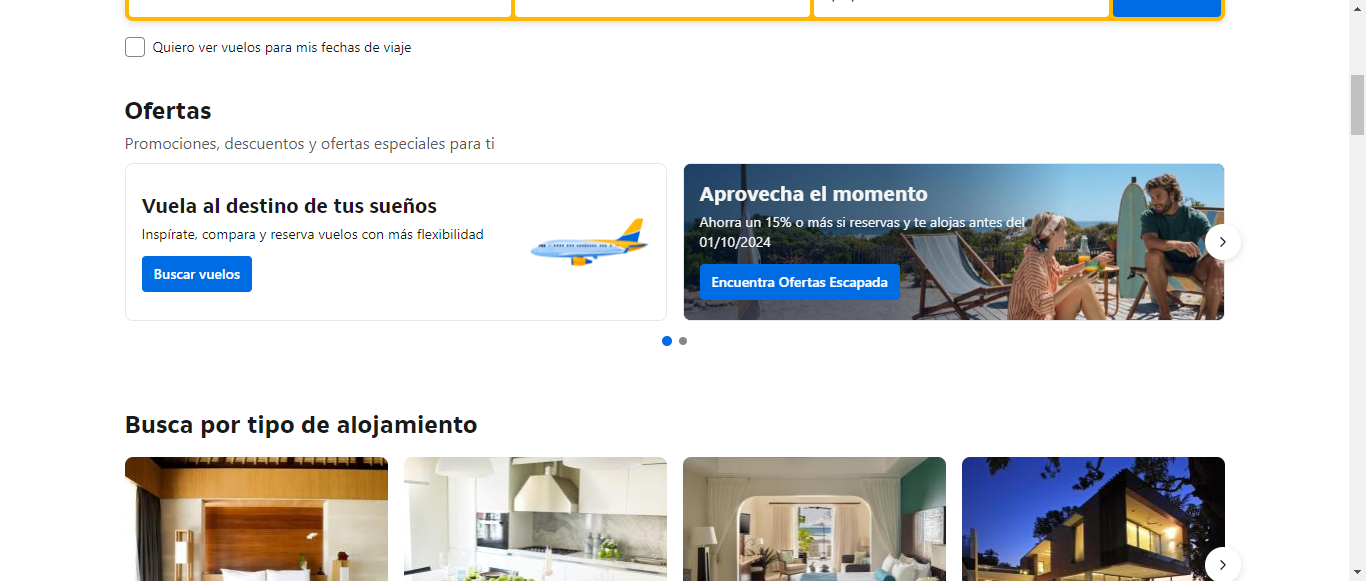 Quiero ver vuelos para mis fechas de viaje
Ofertas
Promociones, descuentos y ofertas especiales para ti
Vuela al destino de tus sueños
Inspírate, compara y reserva vuelos con más flexibilidad
Buscar vuelos
Aprovecha el momento
Ahorra un 15% o más si reservas y te alojas antes del
01/10/2024
Encuentra Ofertas Escapada
Busca por tipo de alojamiento